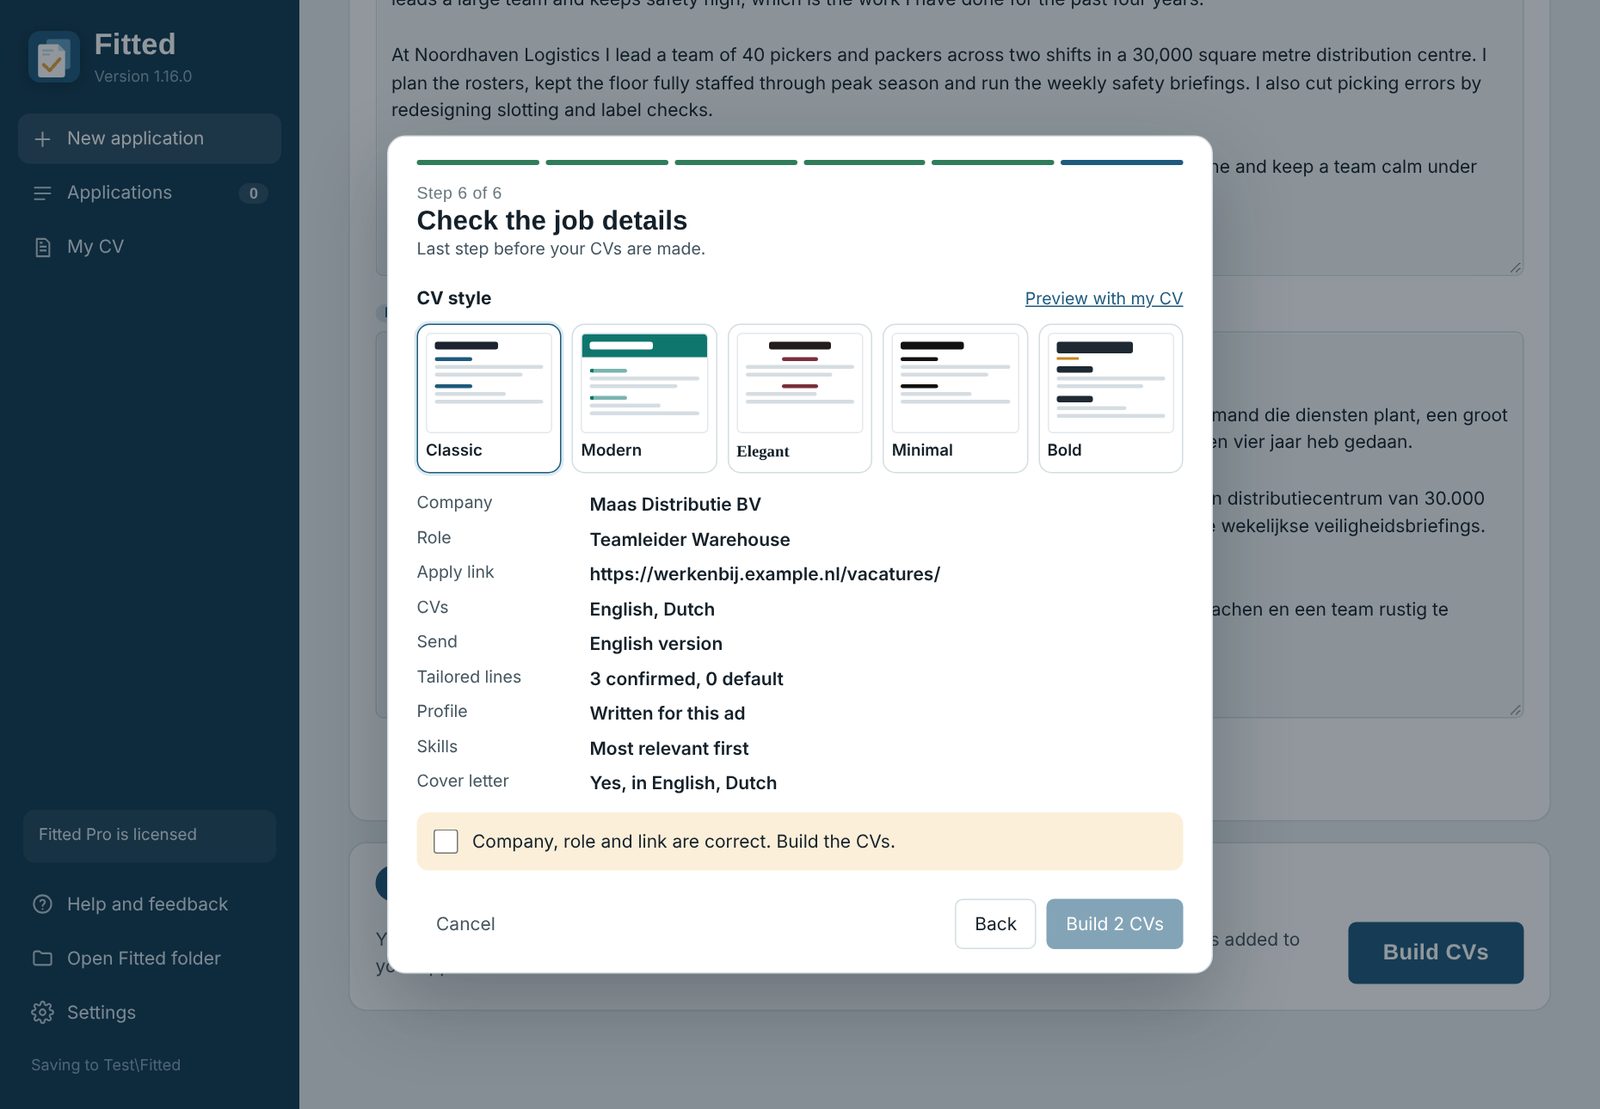 Fitted
Version 1.16.0
New application
Applications 0
My CV
Fitted Pro is licensed
Help and feedback
Open Fitted folder
Settings
Saving to Test\Fitted
At Noordhaven Logistics I lead a team of 40 pickers and packers across two shifts in a 30,000 square metre distribution centre. I
plan the rosters, kept the floor fully staffed through peak season and run the weekly safety briefings. I also cut picking errors by
redesigning slotting and label checks.
and keep a team calm under
die diensten plant, een groot
vier jaar heb gedaan.
distributiecentrum van 30.000
wekelijkse veiligheidsbriefings.
en een team rustig te
added to
Build CVs
Step 6 of 6
Check the job details
Last step before your CVs are made.
CV style
Preview with my CV
Classic
Modern
Elegant
Minimal
Bold
Company Maas Distributie BV
Role Teamleider Warehouse
Apply link https://werkenbij.example.nl/vacatures/
CVs English, Dutch
Send English version
Tailored lines 3 confirmed, 0 default
Profile Written for this ad
Skills Most relevant first
Cover letter Yes, in English, Dutch
Company, role and link are correct. Build the CVs.
Cancel
Back
Build 2 CVs